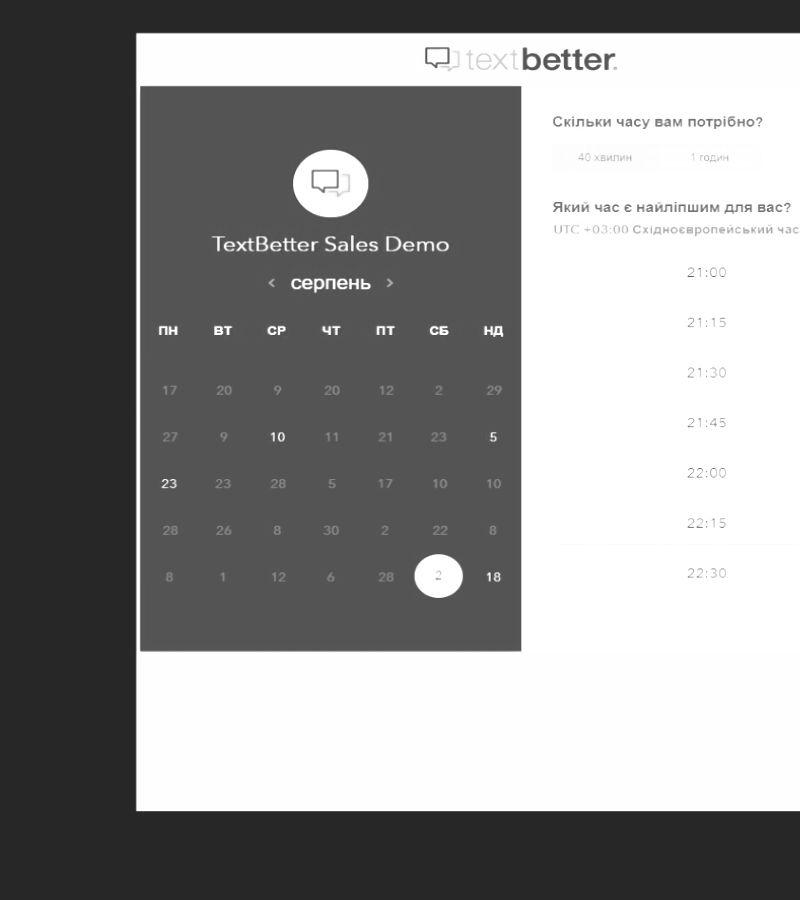 textbetter.
TextBetter Sales Demo
< серпень >
ПН ВТ СР ЧТ ПТ СБ НД
17 20 9 20 12 2 29
27 9 10 11 21 23 5
23 23 28 5 17 10 10
28 26 8 30 2 22 8
8 1 12 6 28 2 18
Скільки часу вам потрібно?
40 хвилин 1 годин
Який час є найліпшим для вас?
UTC +03:00 Східноєвропейський час
21:00
21:15
21:30
21:45
22:00
22:15
22:30